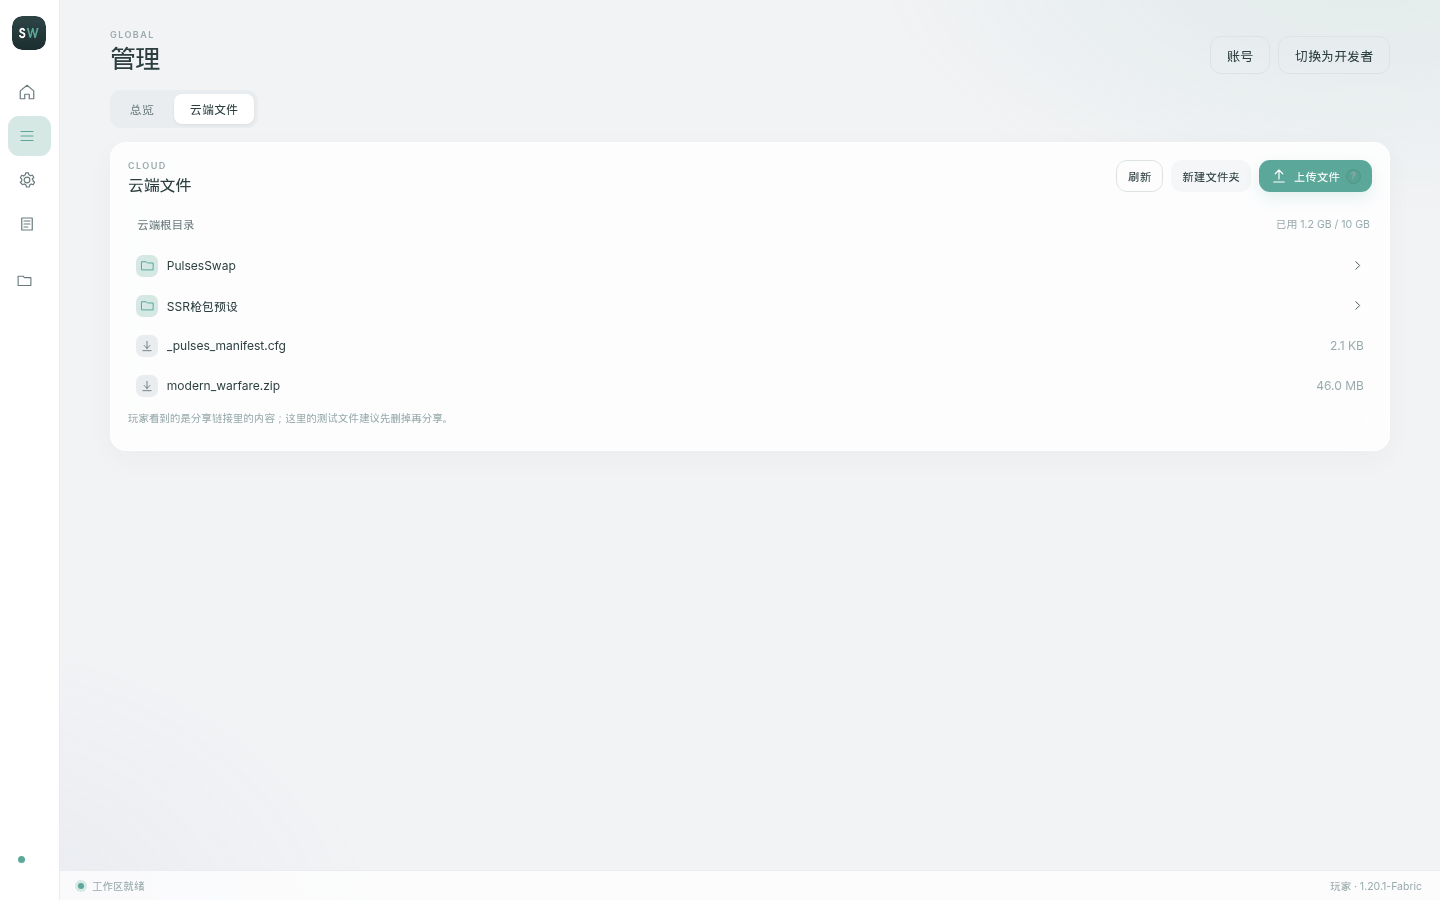 SW
GLOBAL
管理
账号
切换为开发者
总览
云端文件
CLOUD
云端文件
刷新
新建文件夹
上传文件 ?
云端根目录
已用 1.2 GB / 10 GB
PulsesSwap
SSR枪包预设
_pulses_manifest.cfg
2.1 KB
modern_warfare.zip
46.0 MB
玩家看到的是分享链接里的内容；这里的测试文件建议先删掉再分享。
工作区就绪
玩家 · 1.20.1-Fabric